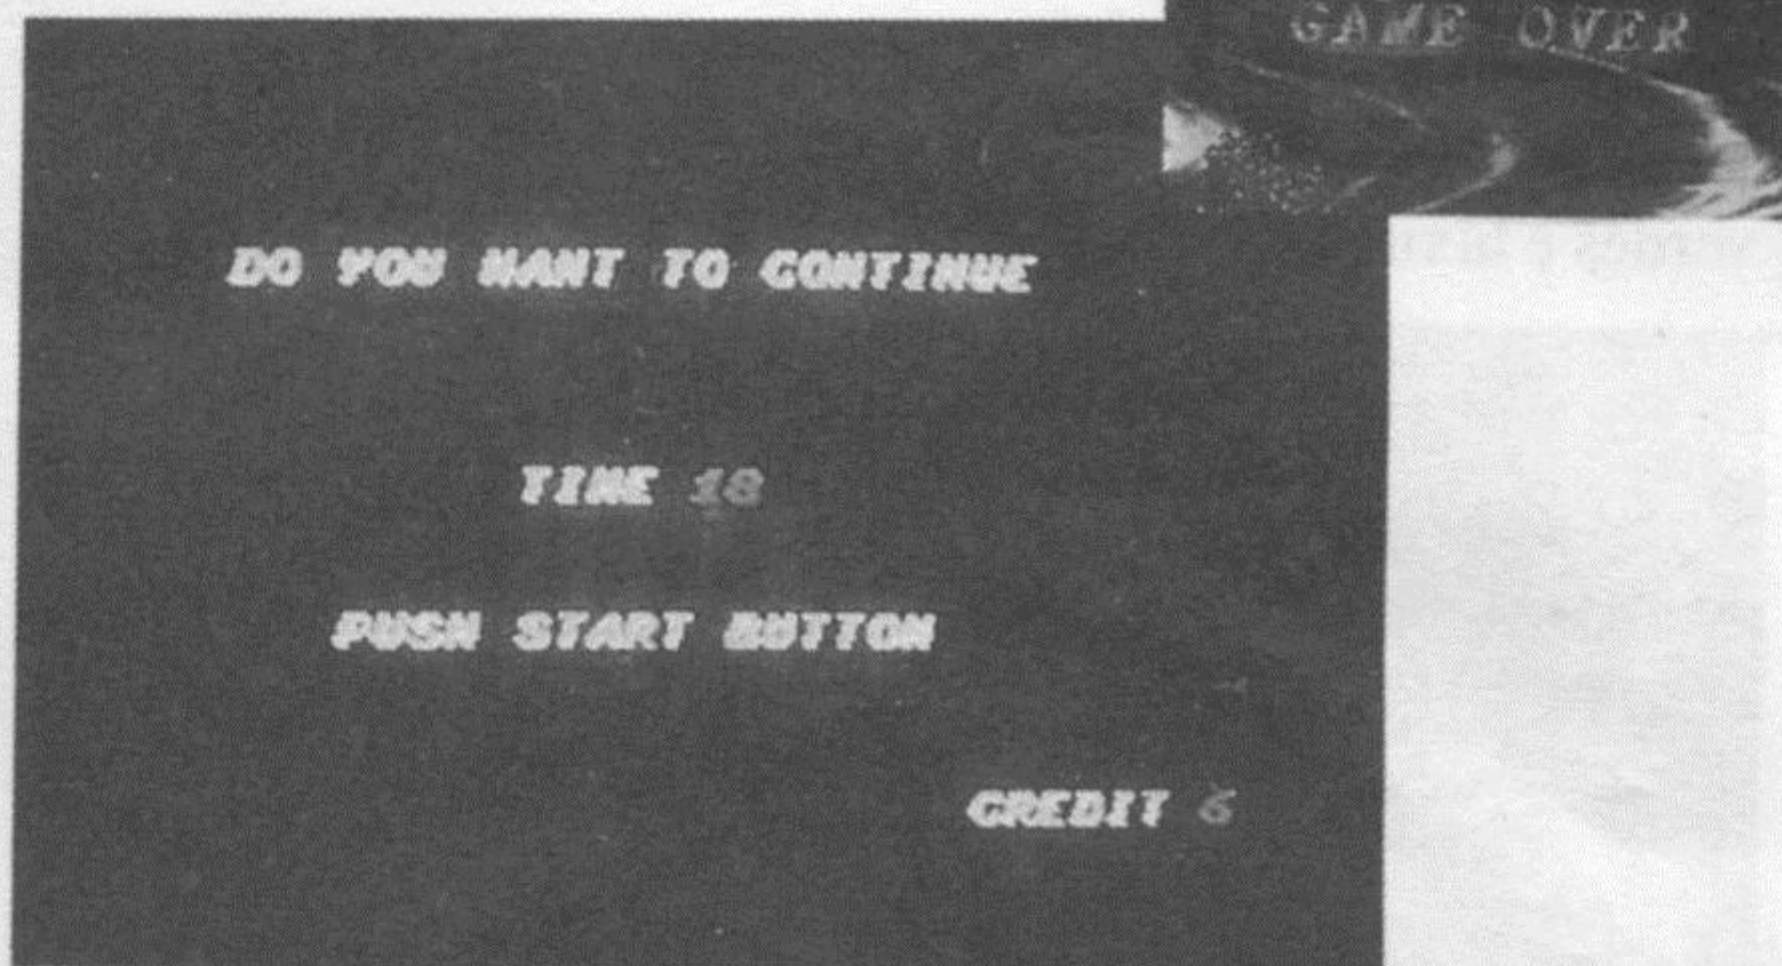 GAME OVER
DO YOU WANT TO CONTINUE
TIME 18
PUSH START BUTTON
CREDIT 6